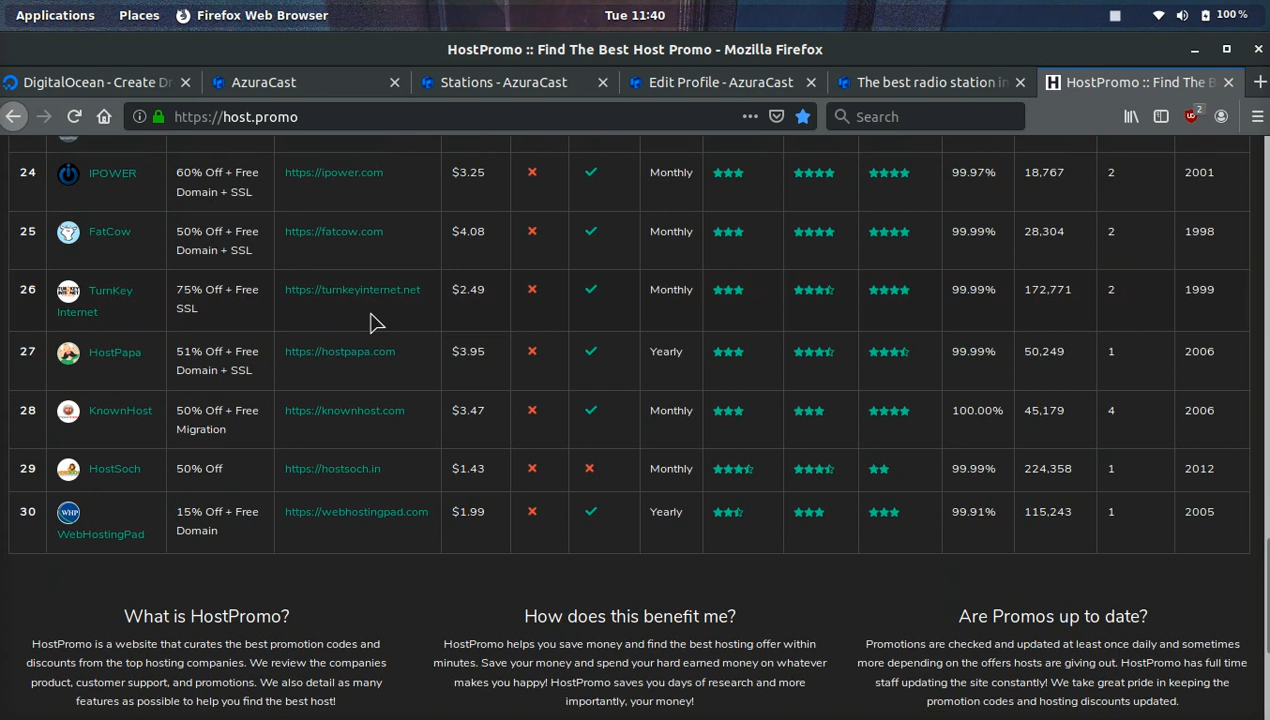 Applications Places Firefox Web Browser Tue 11:40 100%
HostPromo :: Find The Best Host Promo - Mozilla Firefox
DigitalOcean - Create Dr AzuraCast Stations - AzuraCast Edit Profile - AzuraCast The best radio station in HostPromo :: Find The B
https://host.promo Search 2
24 IPOWER 60% Off + Free https://ipower.com $3.25 Monthly 99.97% 18,767 2 2001
Domain + SSL
25 FatCow 50% Off + Free https://fatcow.com $4.08 Monthly 99.99% 28,304 2 1998
Domain + SSL
26 TurnKey 75% Off + Free https://turnkeyinternet.net $2.49 Monthly 99.99% 172,771 2 1999
Internet SSL
27 HostPapa 51% Off + Free https://hostpapa.com $3.95 Yearly 99.99% 50,249 1 2006
Domain + SSL
28 KnownHost 50% Off + Free https://knownhost.com $3.47 Monthly 100.00% 45,179 4 2006
Migration
29 HostSoch 50% Off https://hostsoch.in $1.43 Monthly 99.99% 224,358 1 2012
30 WHP 15% Off + Free https://webhostingpad.com $1.99 Yearly 99.91% 115,243 1 2005
WebHostingPad Domain
What is HostPromo?
HostPromo is a website that curates the best promotion codes and
discounts from the top hosting companies. We review the companies
product, customer support, and promotions. We also detail as many
features as possible to help you find the best host!
How does this benefit me?
HostPromo helps you save money and find the best hosting offer within
minutes. Save your money and spend your hard earned money on whatever
makes you happy! HostPromo saves you days of research and more
importantly, your money!
Are Promos up to date?
Promotions are checked and updated at least once daily and sometimes
more depending on the offers hosts are giving out. HostPromo has full time
staff updating the site constantly! We take great pride in keeping the
promotion codes and hosting discounts updated.